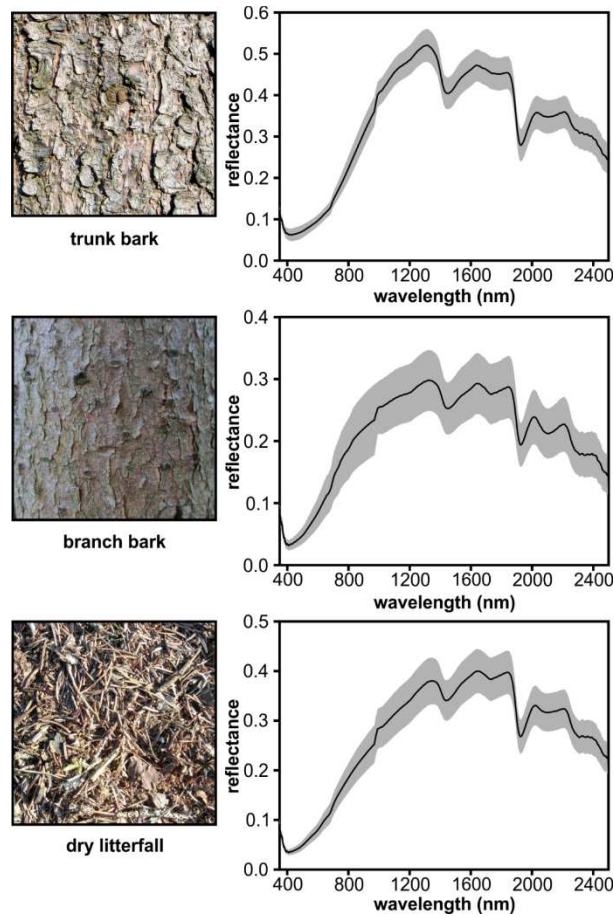 trunk bark
reflectance
0.6
0.5
0.4
0.3
0.2
0.1
0.0
400 800 1200 1600 2000 2400
wavelength (nm)
branch bark
reflectance
0.4
0.3
0.2
0.1
0.0
400 800 1200 1600 2000 2400
wavelength (nm)
dry litterfall
reflectance
0.5
0.4
0.3
0.2
0.1
0.0
400 800 1200 1600 2000 2400
wavelength (nm)